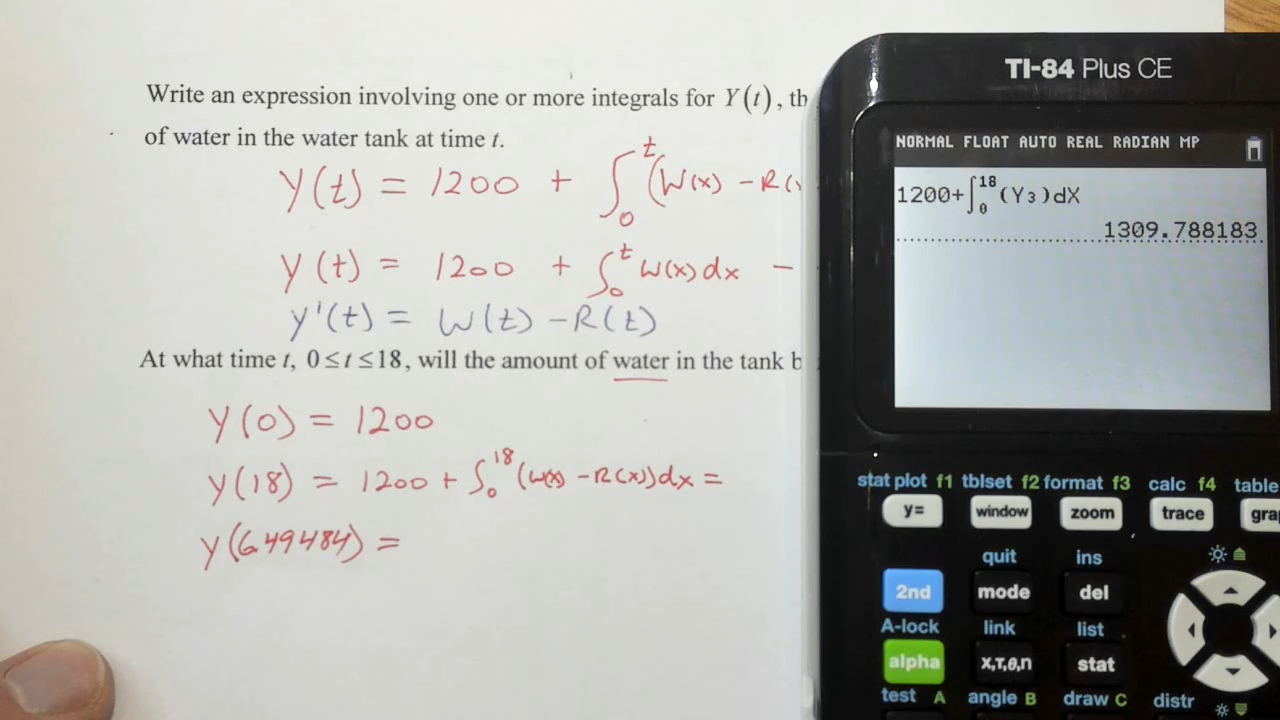 Write an expression involving one or more integrals for Y(t), th
of water in the water tank at time t.
Y(t) = 1200 + ∫₀ᵗ (W(x) - R(
Y(t) = 1200 + ∫₀ᵗ W(x)dx -
Y'(t) = W(t) - R(t)
At what time t, 0≤t≤18, will the amount of water in the tank b
Y(0) = 1200
Y(18) = 1200 + ∫₀¹⁸ (W(x) - R(x))dx =
Y(6.49484) =
TI-84 Plus CE
NORMAL FLOAT AUTO REAL RADIAN MP
1200+∫₀¹⁸(Y₃)dX
1309.788183
stat plot f1 tblset f2 format f3 calc f4 table
y= window zoom trace gra
quit ins
2nd mode del
A-lock link list
alpha X,T,θ,n stat
test A angle B draw C distr